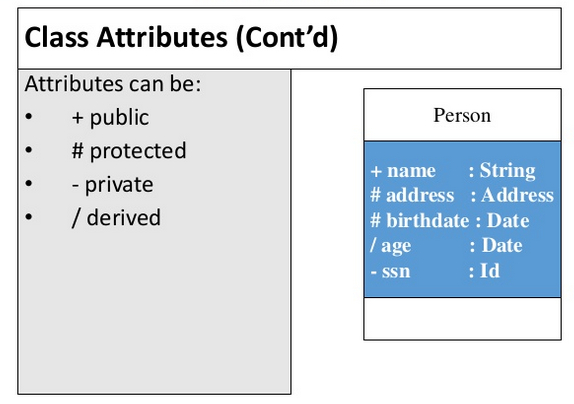 Class Attributes (Cont’d)
Attributes can be:
• + public
• # protected
• - private
• / derived
Person
+ name : String
# address : Address
# birthdate : Date
/ age : Date
- ssn : Id